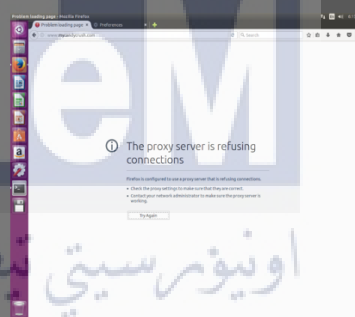 Problem loading page - Mozilla Firefox
Problem loading page
Preferences
Search
eM
The proxy server is refusing connections
Firefox is configured to use a proxy server that is refusing connections.
Check the proxy settings to make sure that they are correct.
Contact your network administrator to make sure the proxy server is working.
Try Again
اونيۏرسيتي